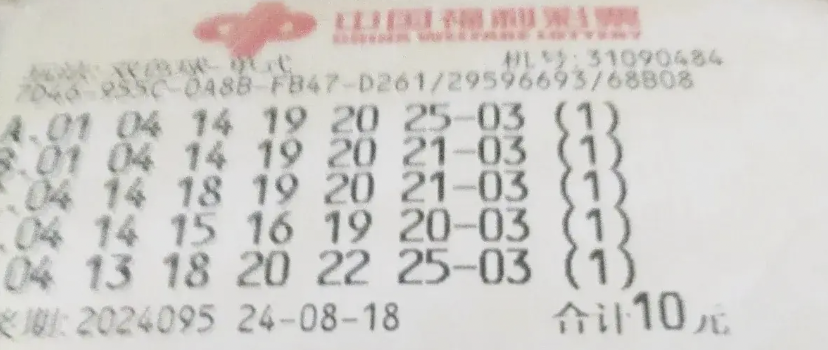 中国福利彩票
CHINA WELFARE LOTTERY
玩法:双色球-单式 机号:31090484
7046-955C-0A8B-FB47-D261/29596693/68808
A.01 04 14 19 20 25-03 (1)
B.01 04 14 19 20 21-03 (1)
.04 14 18 19 20 21-03 (1)
.04 14 15 16 19 20-03 (1)
04 13 18 20 22 25-03 (1)
期:2024095 24-08-18 合计10元